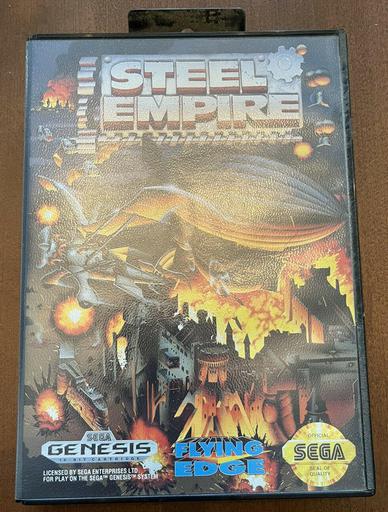 STEEL
EMPIRE
SEGA
GENESIS
16-BIT CARTRIDGE
LICENSED BY SEGA ENTERPRISES LTD.
FOR PLAY ON THE SEGA™ GENESIS™ SYSTEM
FLYING
EDGE
OFFICIAL
SEGA
SEAL OF
QUALITY